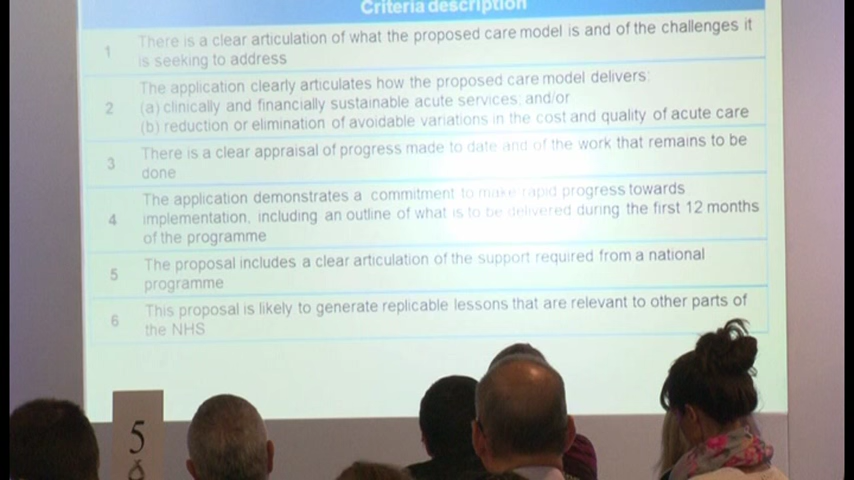 Criteria description
1 There is a clear articulation of what the proposed care model is and of the challenges it
is seeking to address
2 The application clearly articulates how the proposed care model delivers:
(a) clinically and financially sustainable acute services; and/or
(b) reduction or elimination of avoidable variations in the cost and quality of acute care
3 There is a clear appraisal of progress made to date and of the work that remains to be
done
4 The application demonstrates a commitment to make rapid progress towards
implementation, including an outline of what is to be delivered during the first 12 months
of the programme
5 The proposal includes a clear articulation of the support required from a national
programme
6 This proposal is likely to generate replicable lessons that are relevant to other parts of
the NHS
5